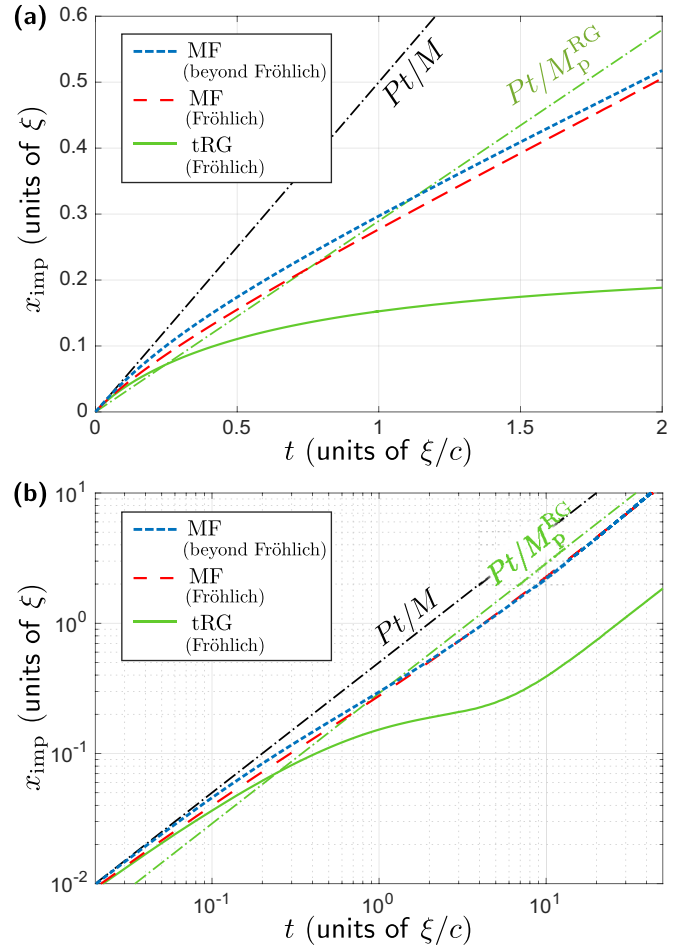 (a)
0.6
0.5
0.4
0.3
0.2
0.1
0
x_imp (units of ξ)
MF
(beyond Fröhlich)
MF
(Fröhlich)
tRG
(Fröhlich)
Pt/M
Pt/M_p^RG
0 0.5 1 1.5 2
t (units of ξ/c)
(b)
10^1
10^0
10^-1
10^-2
x_imp (units of ξ)
MF
(beyond Fröhlich)
MF
(Fröhlich)
tRG
(Fröhlich)
Pt/M
Pt/M_p^RG
10^-1 10^0 10^1
t (units of ξ/c)